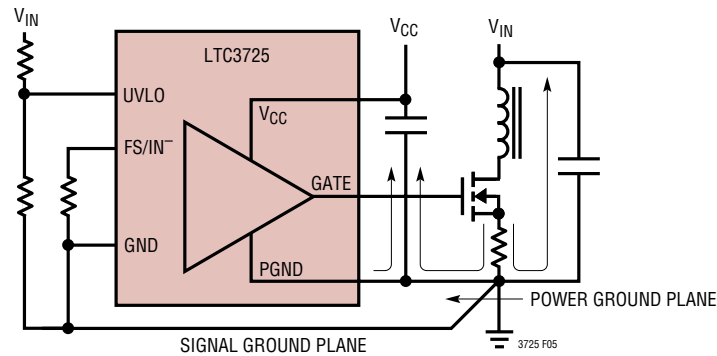 VIN
VCC
VIN
LTC3725
UVLO
VCC
FS/IN–
GATE
GND
PGND
POWER GROUND PLANE
SIGNAL GROUND PLANE
3725 F05